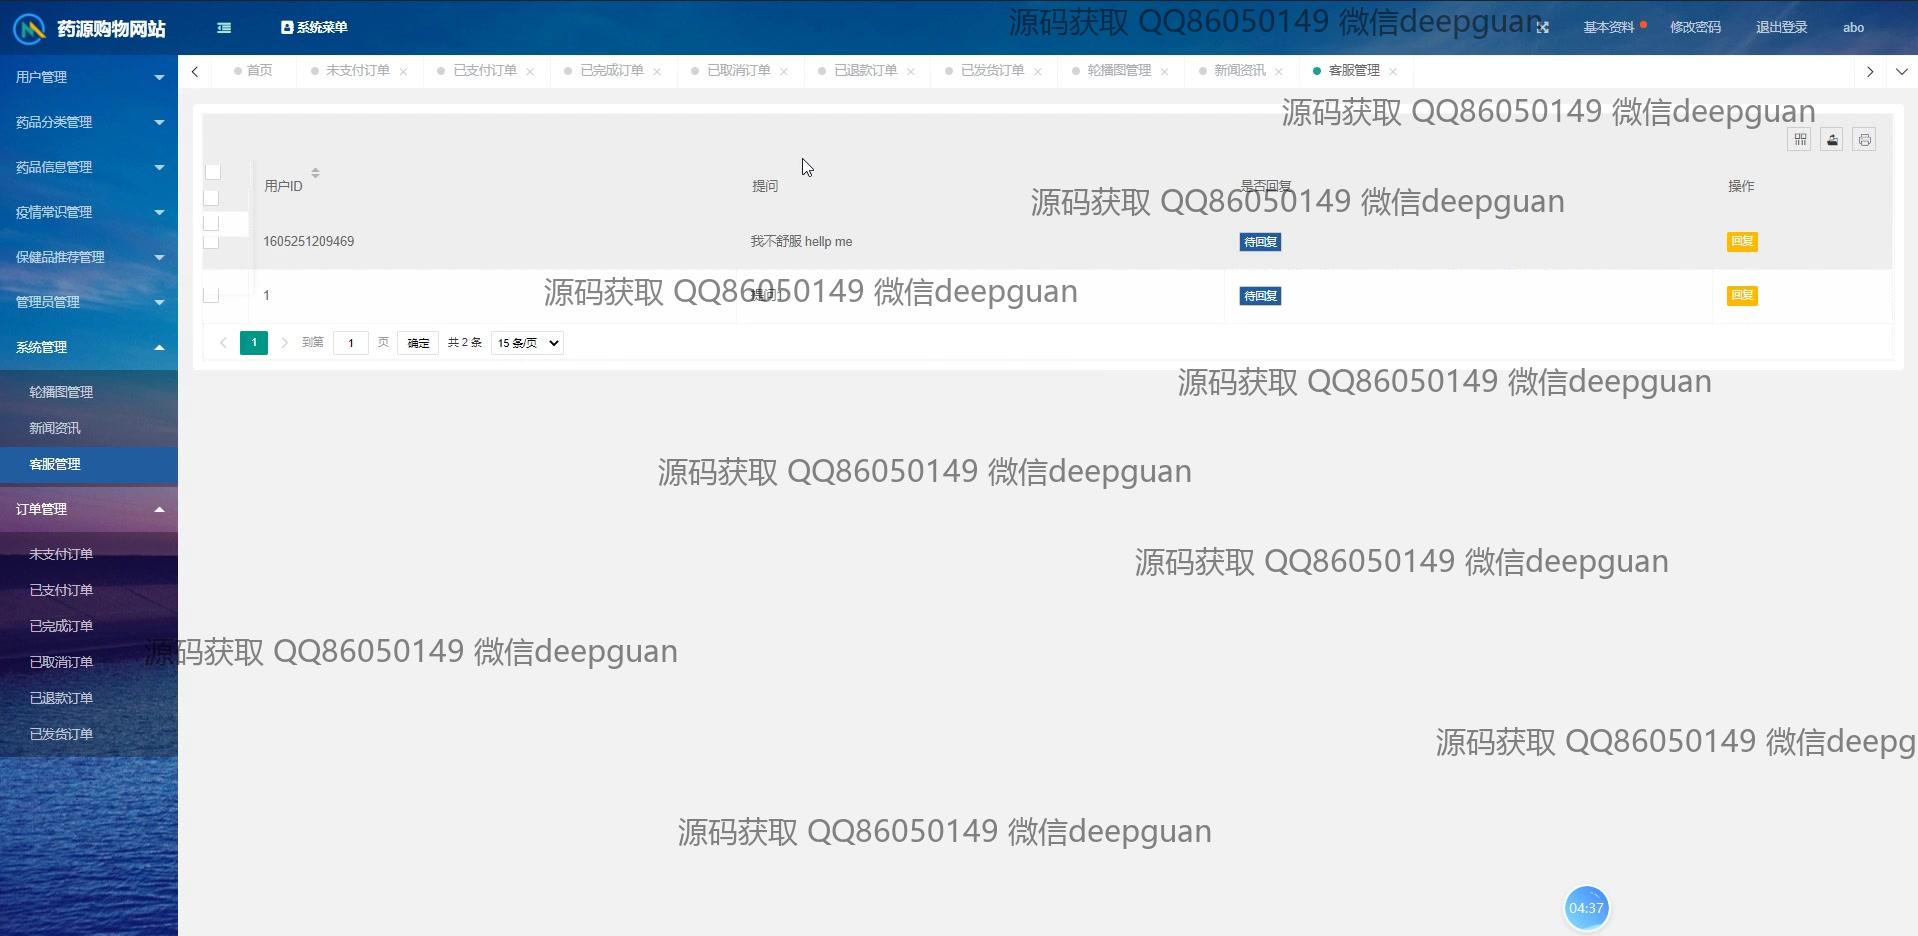 药源购物网站
系统菜单
源码获取 QQ86050149 微信deepguan
基本资料
修改密码
退出登录
abo
首页
未支付订单
已支付订单
已完成订单
已取消订单
已退款订单
已发货订单
轮播图管理
新闻资讯
客服管理
用户管理
药品分类管理
药品信息管理
疫情常识管理
保健品推荐管理
管理员管理
系统管理
轮播图管理
新闻资讯
客服管理
订单管理
未支付订单
已支付订单
已完成订单
已取消订单
已退款订单
已发货订单
源码获取 QQ86050149 微信deepguan
用户ID
提问
是否回复
操作
源码获取 QQ86050149 微信deepguan
1605251209469
我不舒服 hellp me
待回复
回复
1
源码获取 QQ86050149 微信deepguan
待回复
回复
1
到第
1
页
确定
共 2 条
15 条/页
源码获取 QQ86050149 微信deepguan
源码获取 QQ86050149 微信deepguan
源码获取 QQ86050149 微信deepguan
源码获取 QQ86050149 微信deepguan
源码获取 QQ86050149 微信deepg
源码获取 QQ86050149 微信deepguan
04:37